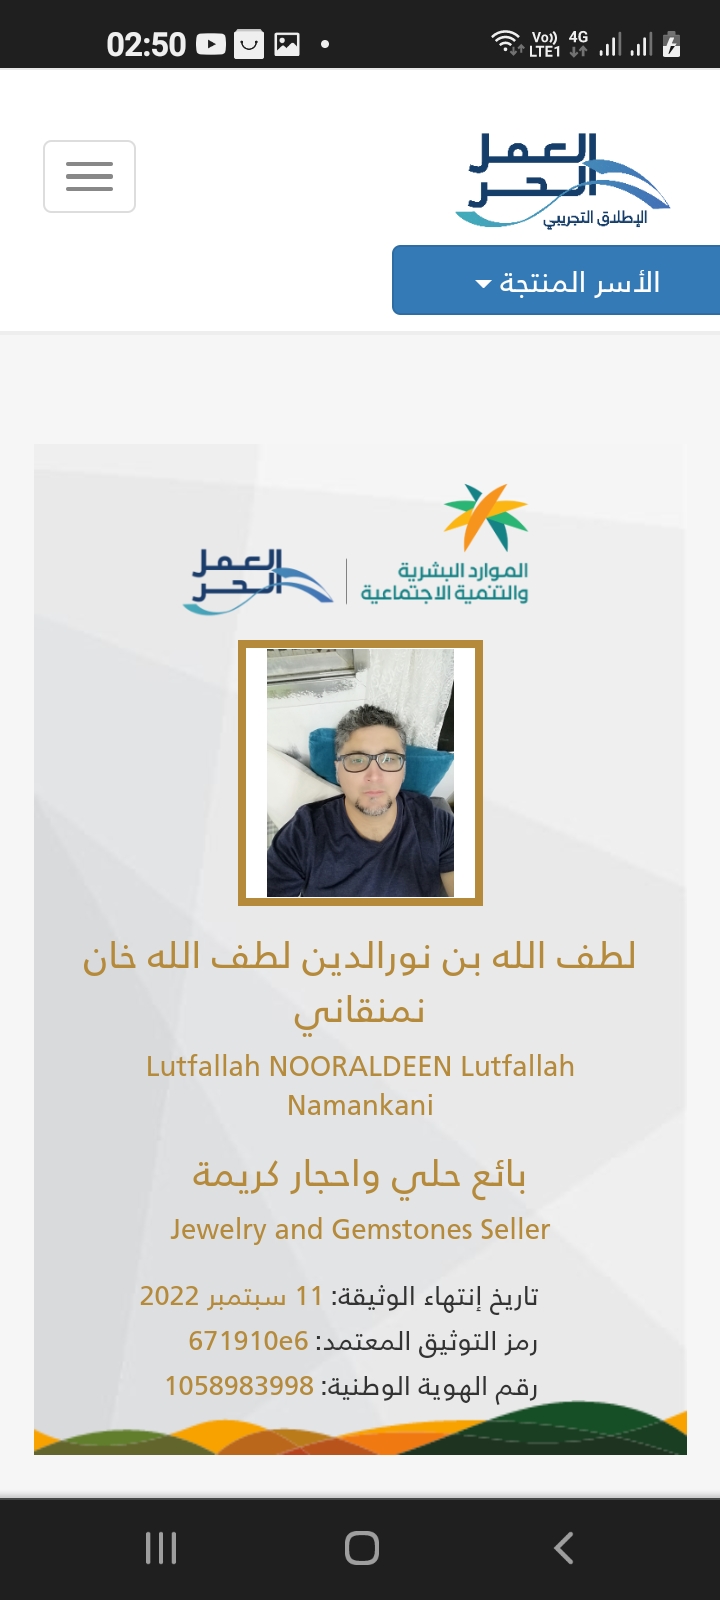 02:50
Vo))
LTE1
4G
العمل
الحر
الإطلاق التجريبي
الأسر المنتجة
الموارد البشرية
والتنمية الاجتماعية
العمل
الحر
لطف الله بن نورالدين لطف الله خان
نمنقاني
Lutfallah NOORALDEEN Lutfallah
Namankani
بائع حلي واحجار كريمة
Jewelry and Gemstones Seller
تاريخ إنتهاء الوثيقة: 11 سبتمبر 2022
رمز التوثيق المعتمد: 671910e6
رقم الهوية الوطنية: 1058983998